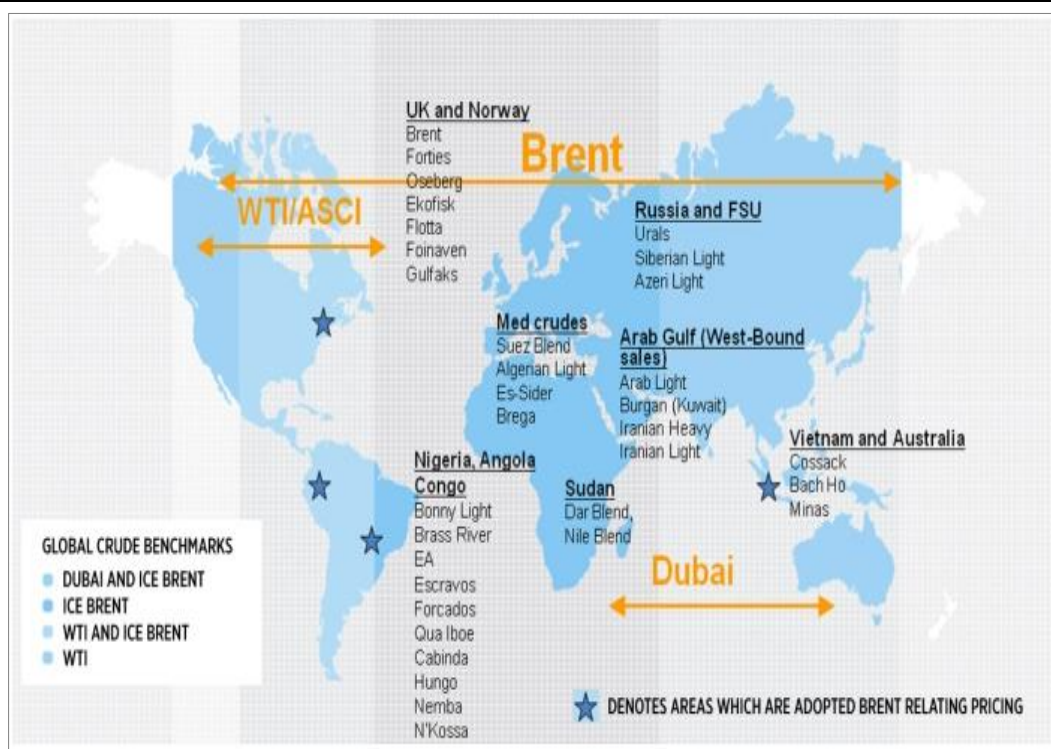 UK and Norway
Brent
Forties
Oseberg
Ekofisk
Flotta
Foinaven
Gulfaks
Brent
WTI/ASCI
Russia and FSU
Urals
Siberian Light
Azeri Light
Med crudes
Suez Blend
Algerian Light
Es-Sider
Brega
Arab Gulf (West-Bound
sales)
Arab Light
Burgan (Kuwait)
Iranian Heavy
Iranian Light
Vietnam and Australia
Cossack
Bach Ho
Minas
Nigeria, Angola
Congo
Bonny Light
Brass River
EA
Escravos
Forcados
Qua Iboe
Cabinda
Hungo
Nemba
N'Kossa
Sudan
Dar Blend,
Nile Blend
Dubai
GLOBAL CRUDE BENCHMARKS
DUBAI AND ICE BRENT
ICE BRENT
WTI AND ICE BRENT
WTI
DENOTES AREAS WHICH ARE ADOPTED BRENT RELATING PRICING